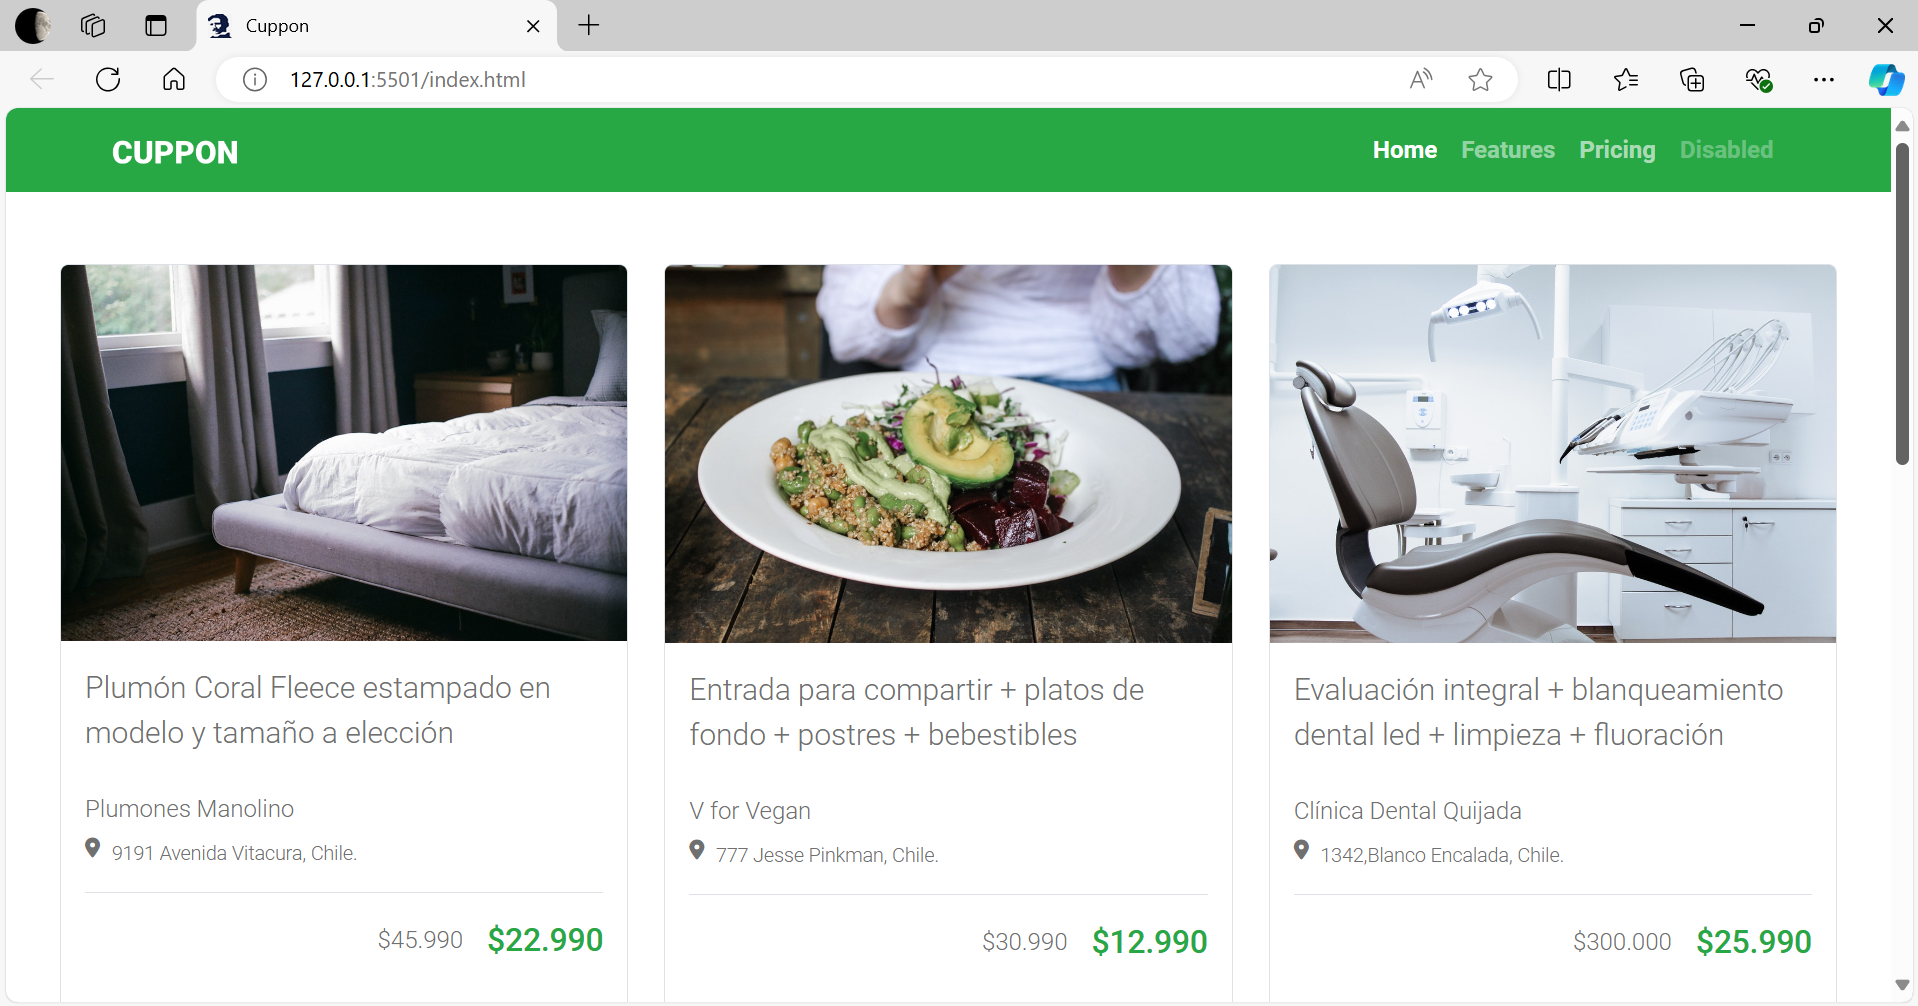 Cuppon
127.0.0.1:5501/index.html
CUPPON
Home Features Pricing Disabled
Plumón Coral Fleece estampado en
modelo y tamaño a elección
Plumones Manolino
9191 Avenida Vitacura, Chile.
$45.990 $22.990
Entrada para compartir + platos de
fondo + postres + bebestibles
V for Vegan
777 Jesse Pinkman, Chile.
$30.990 $12.990
Evaluación integral + blanqueamiento
dental led + limpieza + fluoración
Clínica Dental Quijada
1342,Blanco Encalada, Chile.
$300.000 $25.990